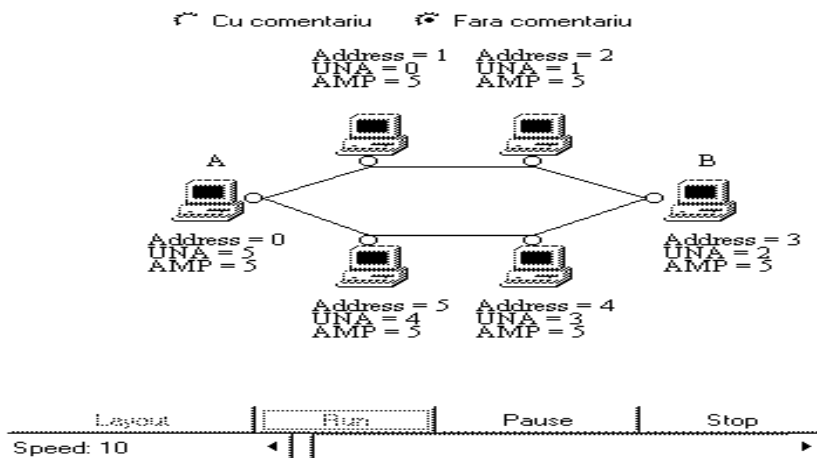 Cu comentariu Fara comentariu
Address = 1
UNA = 0
AMP = 5
Address = 2
UNA = 1
AMP = 5
A
B
Address = 0
UNA = 5
AMP = 5
Address = 3
UNA = 2
AMP = 5
Address = 5
UNA = 4
AMP = 5
Address = 4
UNA = 3
AMP = 5
Layout Run Pause Stop
Speed: 10